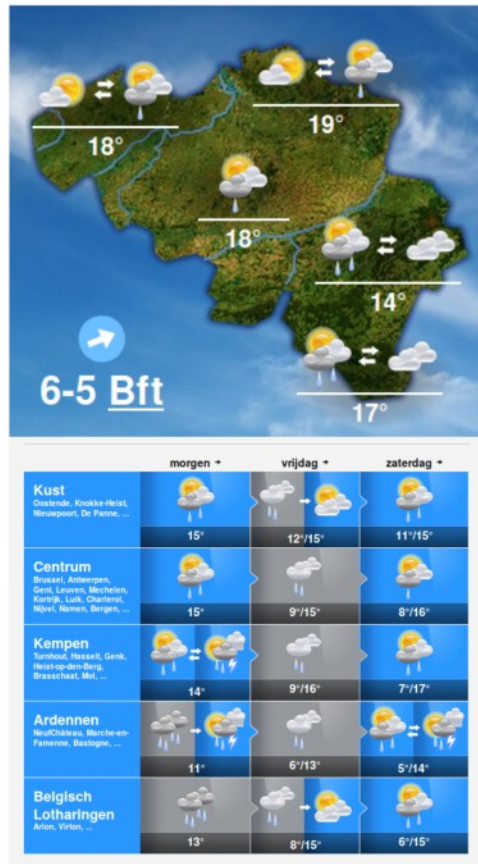 18°
19°
18°
14°
17°
6-5 Bft
morgen
vrijdag
zaterdag
Kust
Oostende, Knokke-Heist,
Nieuwpoort, De Panne, ...
15°
12°/15°
11°/15°
Centrum
Brussel, Antwerpen,
Gent, Leuven, Mechelen,
Kortrijk, Luik, Charleroi,
Nijvel, Namen, Bergen, ...
15°
9°/15°
8°/16°
Kempen
Turnhout, Hasselt, Genk,
Heist-op-den-Berg,
Brasschaat, Mol, ...
14°
9°/16°
7°/17°
Ardennen
NeufChâteau, Marche-en-
Famenne, Bastogne, ...
11°
6°/13°
5°/14°
Belgisch
Lotharingen
Arlon, Virton, ...
13°
8°/15°
6°/15°